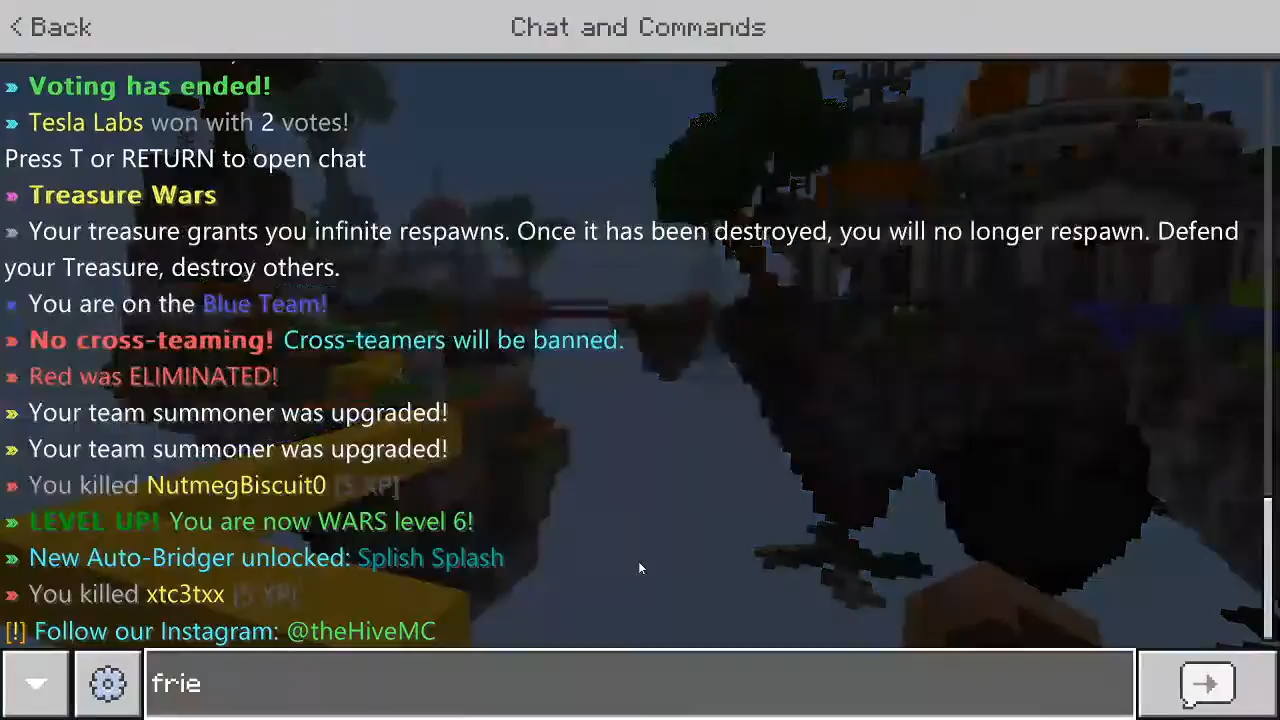 < Back
Chat and Commands
» Voting has ended!
» Tesla Labs won with 2 votes!
Press T or RETURN to open chat
» Treasure Wars
» Your treasure grants you infinite respawns. Once it has been destroyed, you will no longer respawn. Defend
your Treasure, destroy others.
You are on the Blue Team!
» No cross-teaming! Cross-teamers will be banned.
» Red was ELIMINATED!
» Your team summoner was upgraded!
» Your team summoner was upgraded!
» You killed NutmegBiscuit0 [5 XP]
» LEVEL UP! You are now WARS level 6!
» New Auto-Bridger unlocked: Splish Splash
» You killed xtc3txx [5 XP]
[!] Follow our Instagram: @theHiveMC
frie